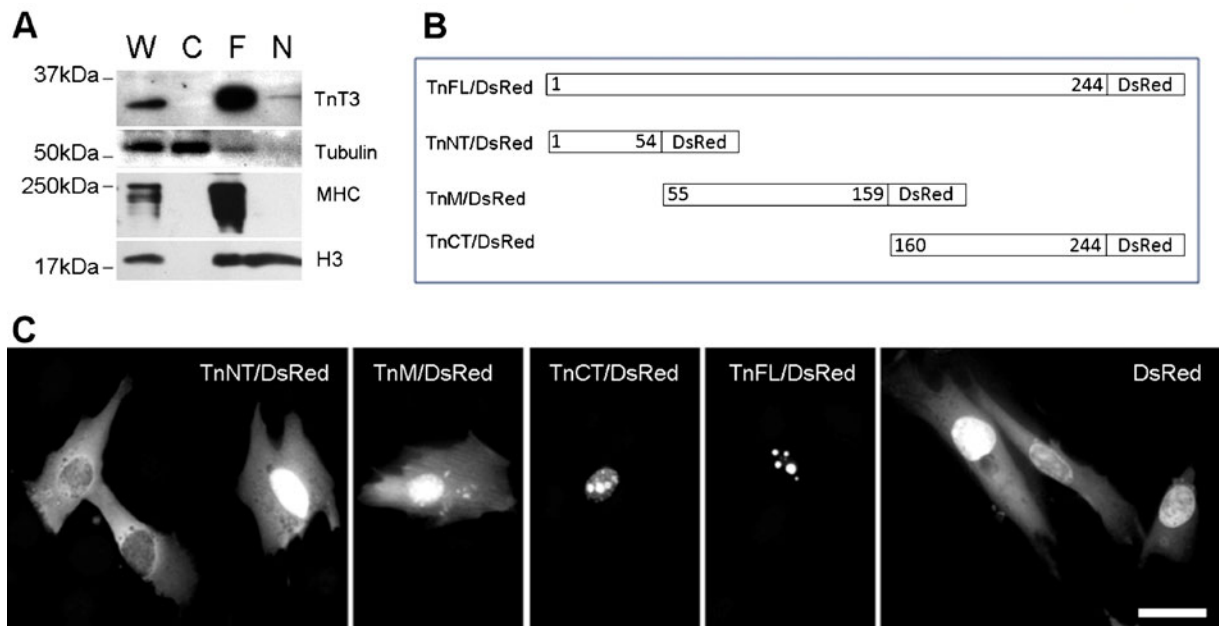 A
W C F N
37kDa
TnT3
50kDa
Tubulin
250kDa
MHC
17kDa
H3
B
TnFL/DsRed 1 244 DsRed
TnNT/DsRed 1 54 DsRed
TnM/DsRed 55 159 DsRed
TnCT/DsRed 160 244 DsRed
C
TnNT/DsRed TnM/DsRed TnCT/DsRed TnFL/DsRed DsRed